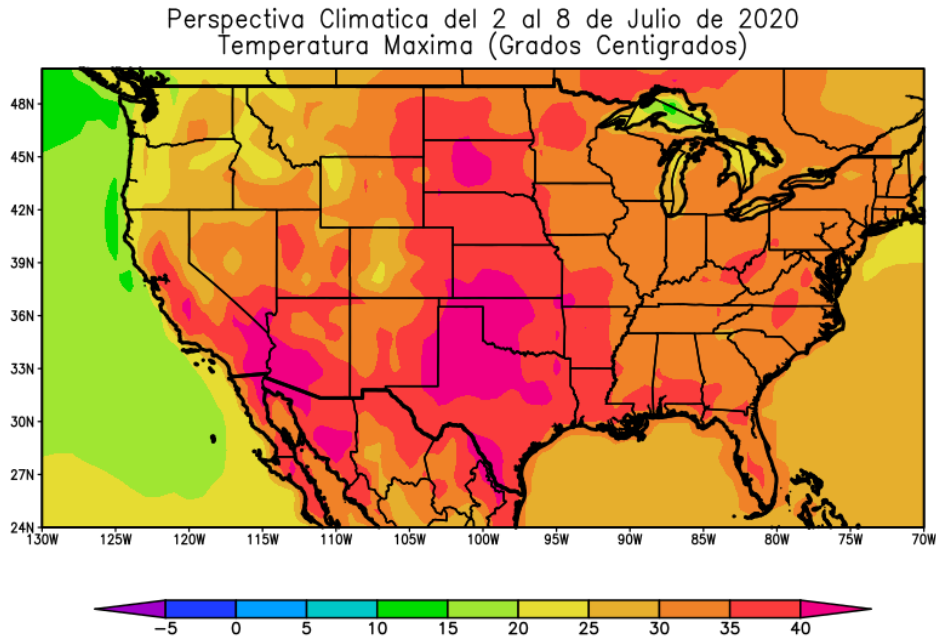 Perspectiva Climatica del 2 al 8 de Julio de 2020
Temperatura Maxima (Grados Centigrados)
48N
45N
42N
39N
36N
33N
30N
27N
24N
130W 125W 120W 115W 110W 105W 100W 95W 90W 85W 80W 75W 70W
-5 0 5 10 15 20 25 30 35 40